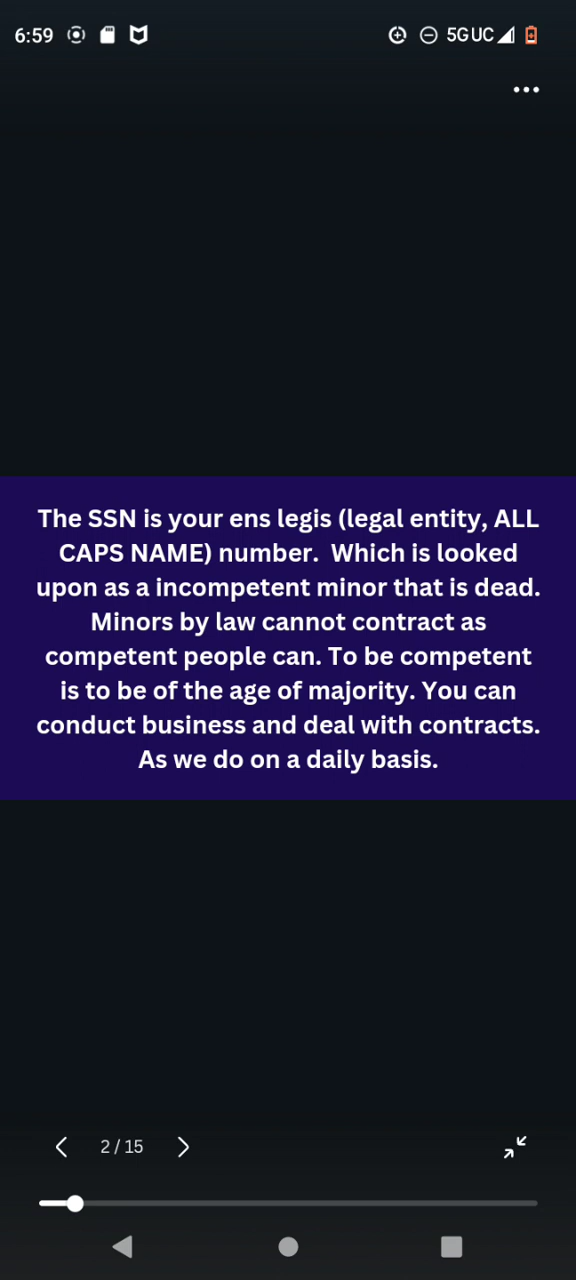 6:59 5G UC
The SSN is your ens legis (legal entity, ALL
CAPS NAME) number.  Which is looked
upon as a incompetent minor that is dead.
Minors by law cannot contract as
competent people can. To be competent
is to be of the age of majority. You can
conduct business and deal with contracts.
As we do on a daily basis.
2 / 15